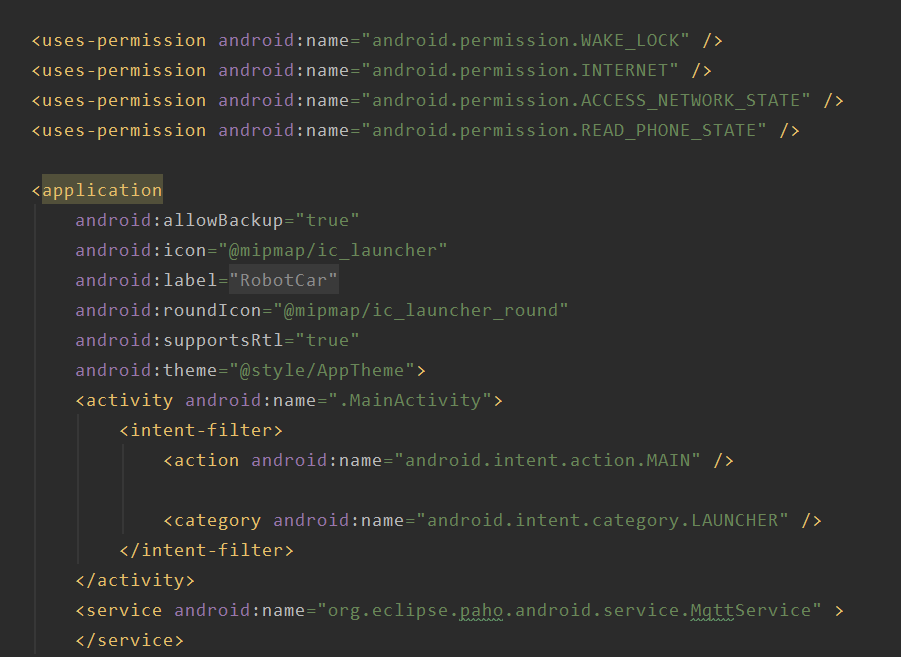 <uses-permission android:name="android.permission.WAKE_LOCK" />
<uses-permission android:name="android.permission.INTERNET" />
<uses-permission android:name="android.permission.ACCESS_NETWORK_STATE" />
<uses-permission android:name="android.permission.READ_PHONE_STATE" />
<application
android:allowBackup="true"
android:icon="@mipmap/ic_launcher"
android:label="RobotCar"
android:roundIcon="@mipmap/ic_launcher_round"
android:supportsRtl="true"
android:theme="@style/AppTheme">
<activity android:name=".MainActivity">
<intent-filter>
<action android:name="android.intent.action.MAIN" />
<category android:name="android.intent.category.LAUNCHER" />
</intent-filter>
</activity>
<service android:name="org.eclipse.paho.android.service.MqttService" >
</service>